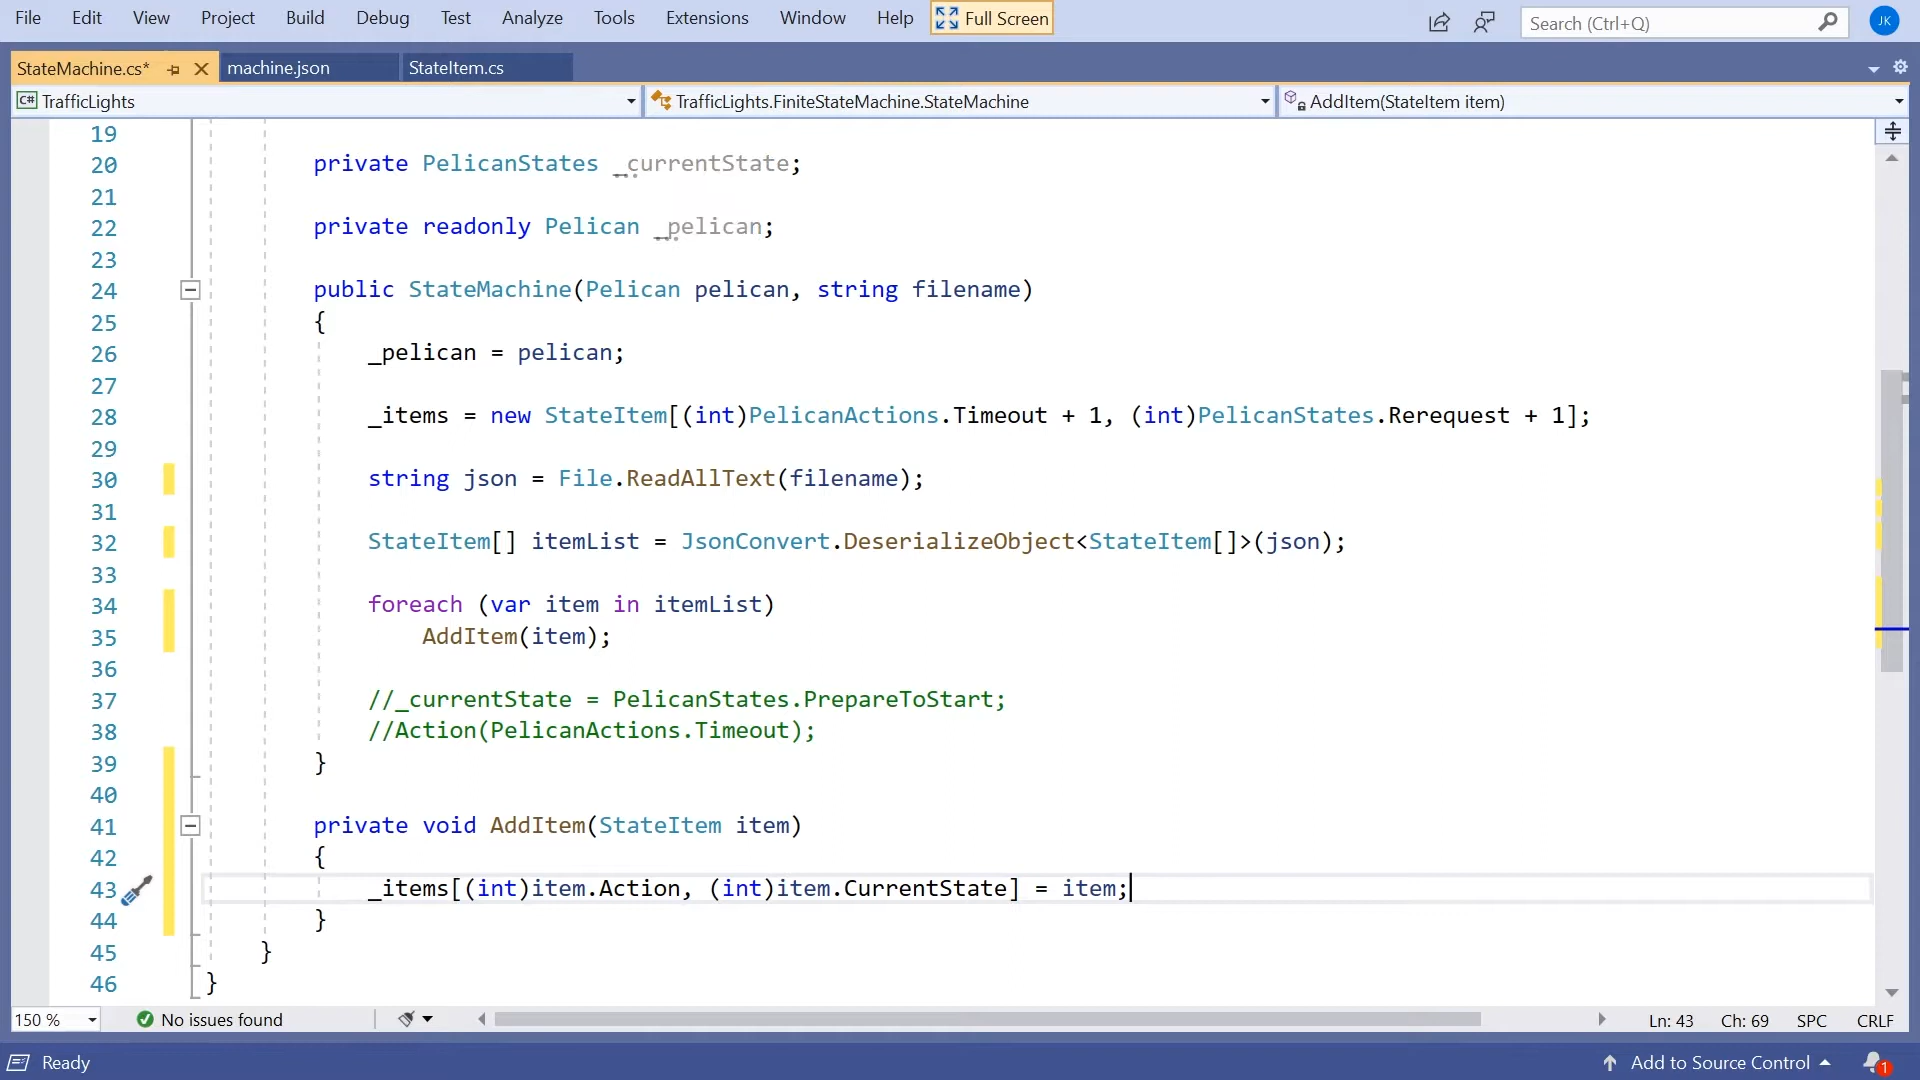 File Edit View Project Build Debug Test Analyze Tools Extensions Window Help Full Screen Search (Ctrl+Q) JK
StateMachine.cs* machine.json StateItem.cs
C# TrafficLights TrafficLights.FiniteStateMachine.StateMachine AddItem(StateItem item)
19
20 private PelicanStates _currentState;
21
22 private readonly Pelican _pelican;
23
24 public StateMachine(Pelican pelican, string filename)
25 {
26 _pelican = pelican;
27
28 _items = new StateItem[(int)PelicanActions.Timeout + 1, (int)PelicanStates.Rerequest + 1];
29
30 string json = File.ReadAllText(filename);
31
32 StateItem[] itemList = JsonConvert.DeserializeObject<StateItem[]>(json);
33
34 foreach (var item in itemList)
35 AddItem(item);
36
37 //_currentState = PelicanStates.PrepareToStart;
38 //Action(PelicanActions.Timeout);
39 }
40
41 private void AddItem(StateItem item)
42 {
43 _items[(int)item.Action, (int)item.CurrentState] = item;
44 }
45 }
46 }
150 % No issues found Ln: 43 Ch: 69 SPC CRLF
Ready Add to Source Control 1